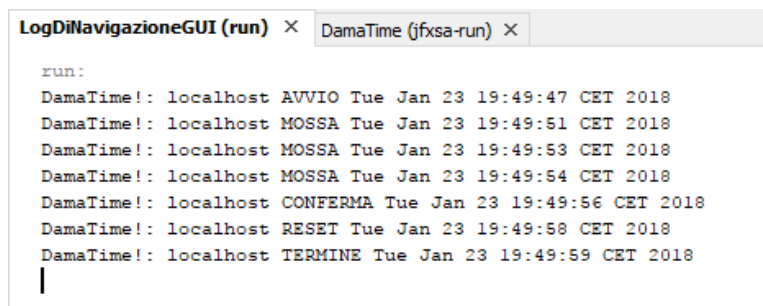 LogDiNavigazioneGUI (run) × DamaTime (jfxsa-run) ×
run:
DamaTime!: localhost AVVIO Tue Jan 23 19:49:47 CET 2018
DamaTime!: localhost MOSSA Tue Jan 23 19:49:51 CET 2018
DamaTime!: localhost MOSSA Tue Jan 23 19:49:53 CET 2018
DamaTime!: localhost MOSSA Tue Jan 23 19:49:54 CET 2018
DamaTime!: localhost CONFERMA Tue Jan 23 19:49:56 CET 2018
DamaTime!: localhost RESET Tue Jan 23 19:49:58 CET 2018
DamaTime!: localhost TERMINE Tue Jan 23 19:49:59 CET 2018